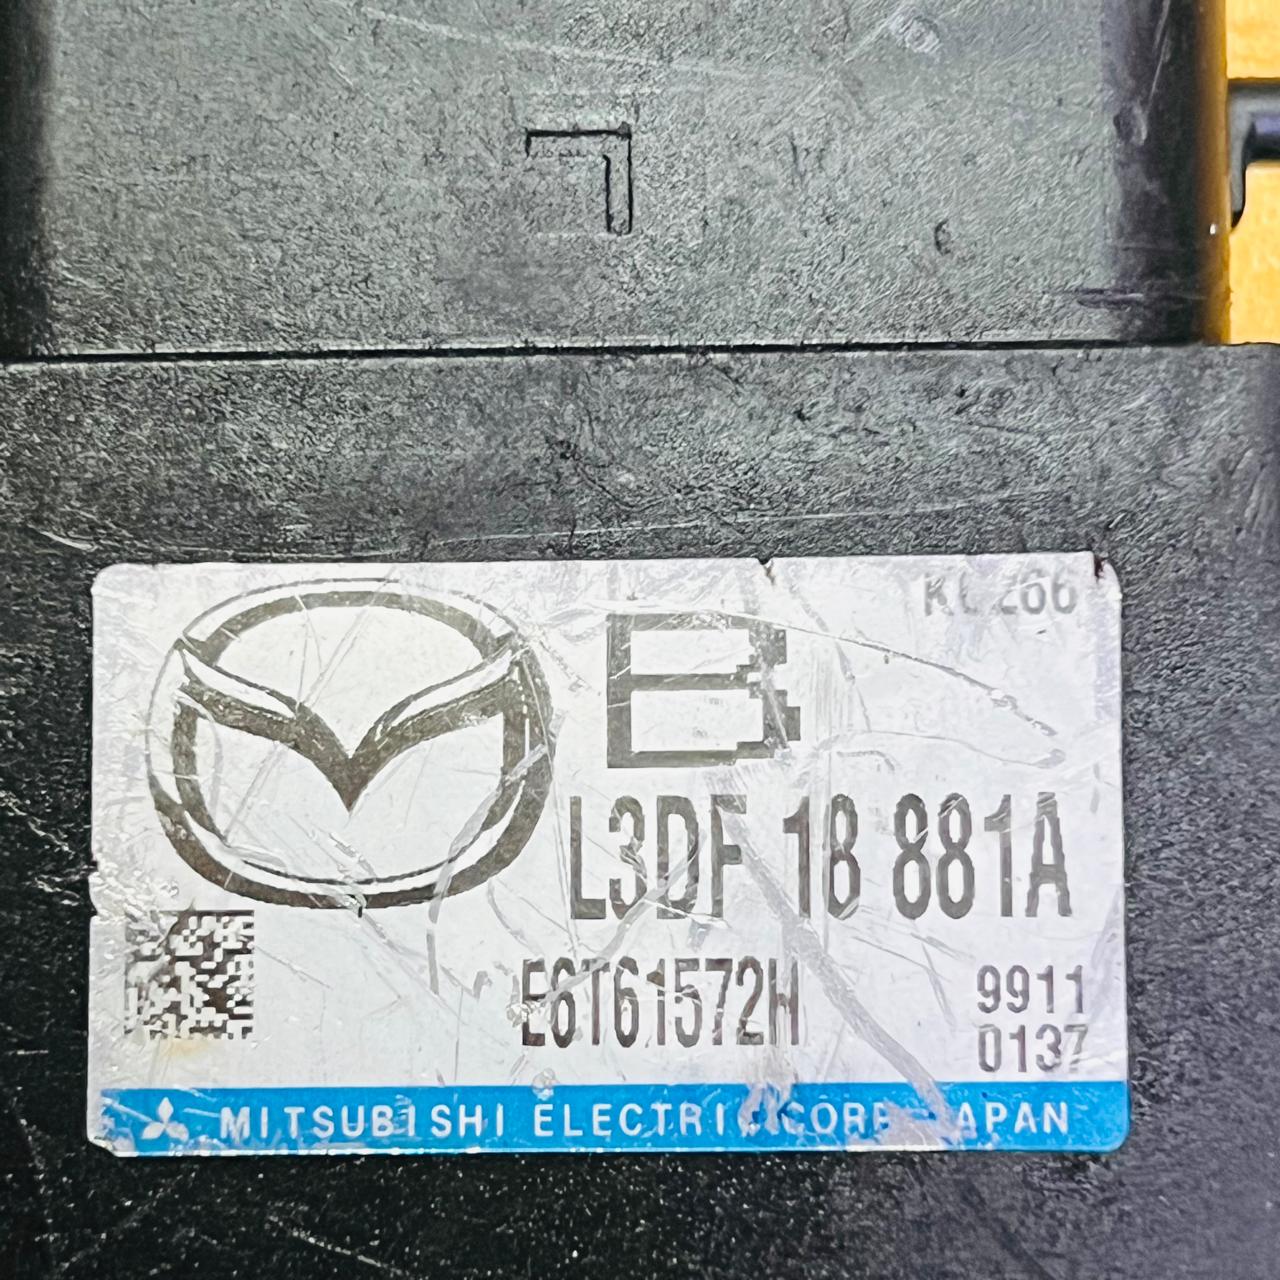 B
L3DF 18 881A
E6T61572H
9911
0137
MITSUBISHI ELECTRIC CORP. JAPAN